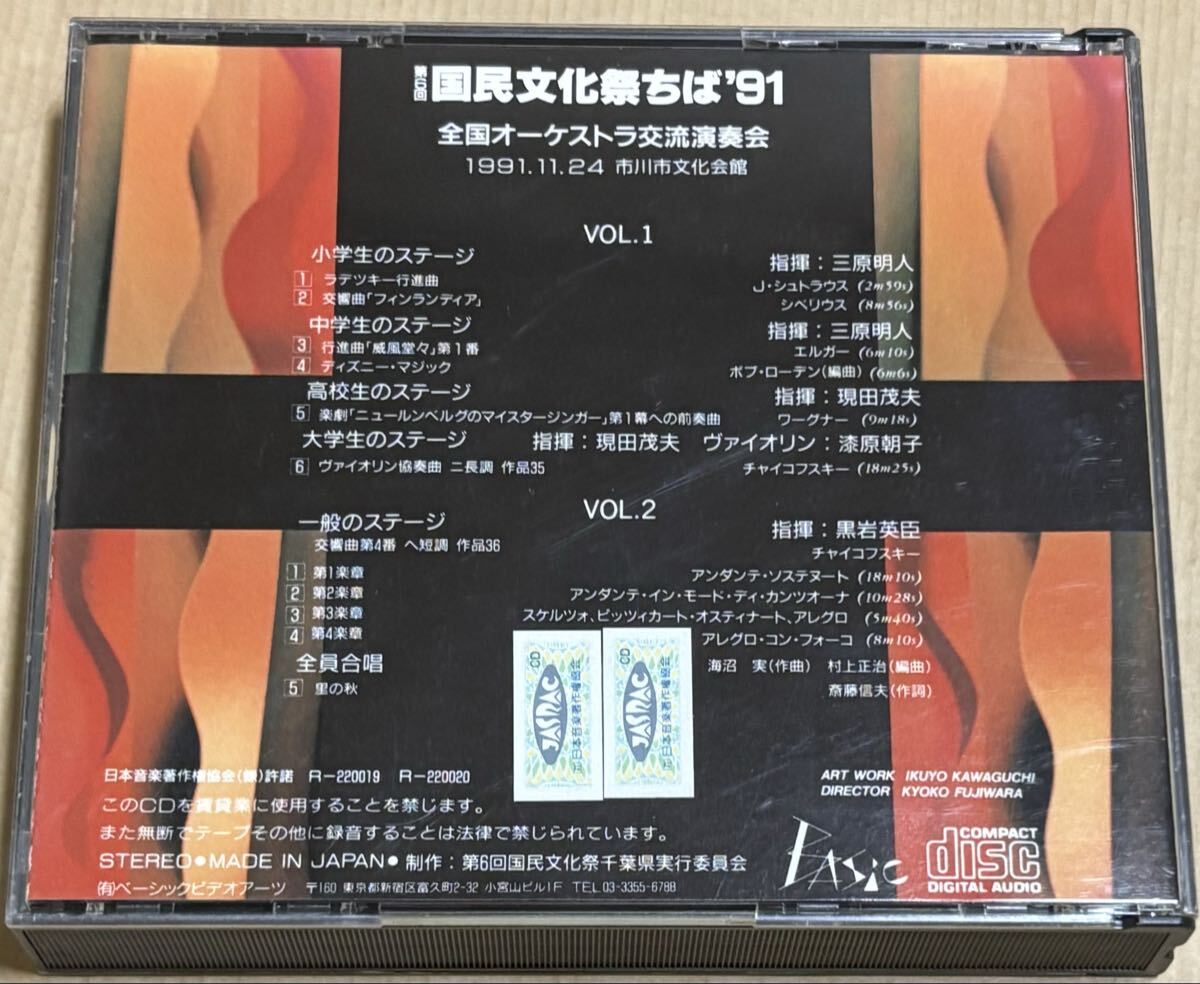 第6回 国民文化祭ちば'91
全国オーケストラ交流演奏会
1991.11.24 市川市文化会館
VOL.1
小学生のステージ 指揮：三原明人
1 ラデツキー行進曲 J・シュトラウス (2m59s)
2 交響曲「フィンランディア」 シベリウス (8m56s)
中学生のステージ 指揮：三原明人
3 行進曲「威風堂々」第1番 エルガー (6m10s)
4 ディズニー・マジック ボブ・ローデン(編曲) (6m6s)
高校生のステージ 指揮：現田茂夫
5 楽劇「ニュールンベルグのマイスタージンガー」第1幕への前奏曲 ワーグナー (9m18s)
大学生のステージ 指揮：現田茂夫 ヴァイオリン：漆原朝子
6 ヴァイオリン協奏曲 ニ長調 作品35 チャイコフスキー (18m25s)
VOL.2
一般のステージ 指揮：黒岩英臣
交響曲第4番 ヘ短調 作品36 チャイコフスキー
1 第1楽章 アンダンテ・ソステヌート (18m10s)
2 第2楽章 アンダンテ・イン・モード・ディ・カンツオーナ (10m28s)
3 第3楽章 スケルツォ、ピッツィカート・オスティナート、アレグロ (5m40s)
4 第4楽章 アレグロ・コン・フォーコ (8m10s)
全員合唱 海沼 実(作曲) 村上正治(編曲)
5 里の秋 斎藤信夫(作詞)
CD JASRAC 日本音楽著作権協会
CD JASRAC 日本音楽著作権協会
日本音楽著作権協会(録)許諾 R-220019 R-220020
このCDを賃貸業に使用することを禁じます。
また無断でテープその他に録音することは法律で禁じられています。
STEREO●MADE IN JAPAN●制作：第6回国民文化祭千葉県実行委員会
(有)ベーシックビデオアーツ 〒160 東京都新宿区富久町2-32 小宮山ビル1F TEL.03-3355-6788
ART WORK IKUYO KAWAGUCHI
DIRECTOR KYOKO FUJIWARA
BASiC
COMPACT
disc
DIGITAL AUDIO